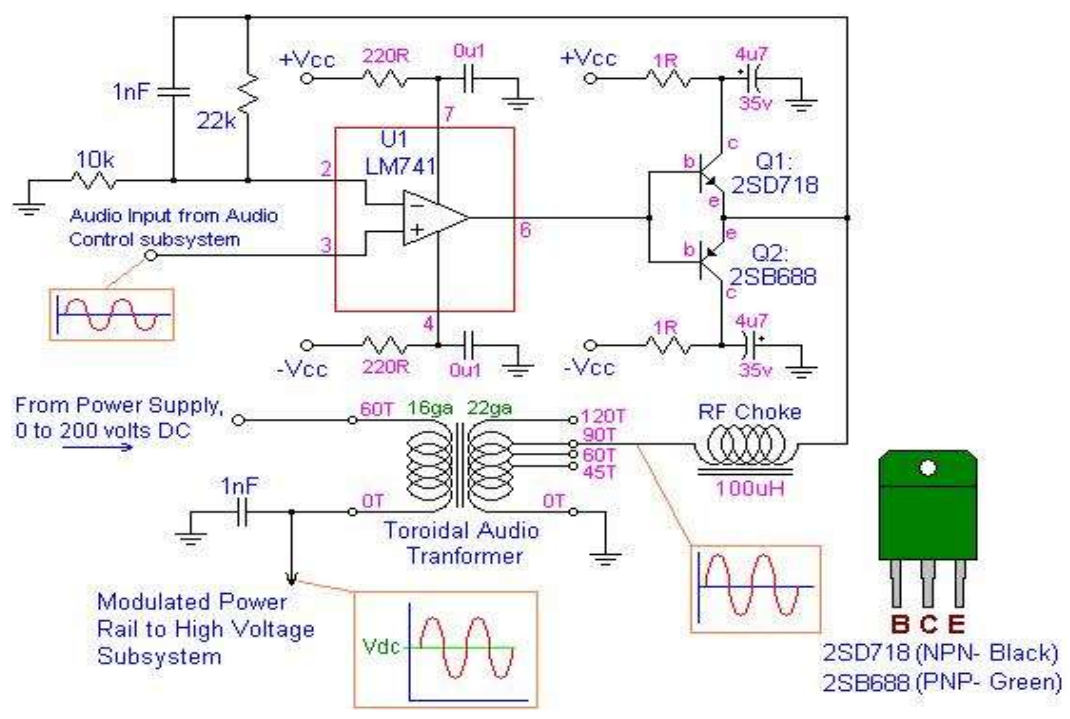 +Vcc
220R
0u1
+Vcc
1R
4u7
35v
1nF
22k
7
U1
LM741
c
10k
2
b
Q1:
2SD718
e
Audio Input from Audio
Control subsystem
3
6
e
b
Q2:
2SB688
c
4
-Vcc
220R
0u1
-Vcc
1R
4u7
35v
From Power Supply,
0 to 200 volts DC
60T
16ga
22ga
120T
90T
60T
45T
RF Choke
100uH
1nF
0T
0T
Toroidal Audio
Tranformer
Modulated Power
Rail to High Voltage
Subsystem
Vdc
B C E
2SD718 (NPN- Black)
2SB688 (PNP- Green)